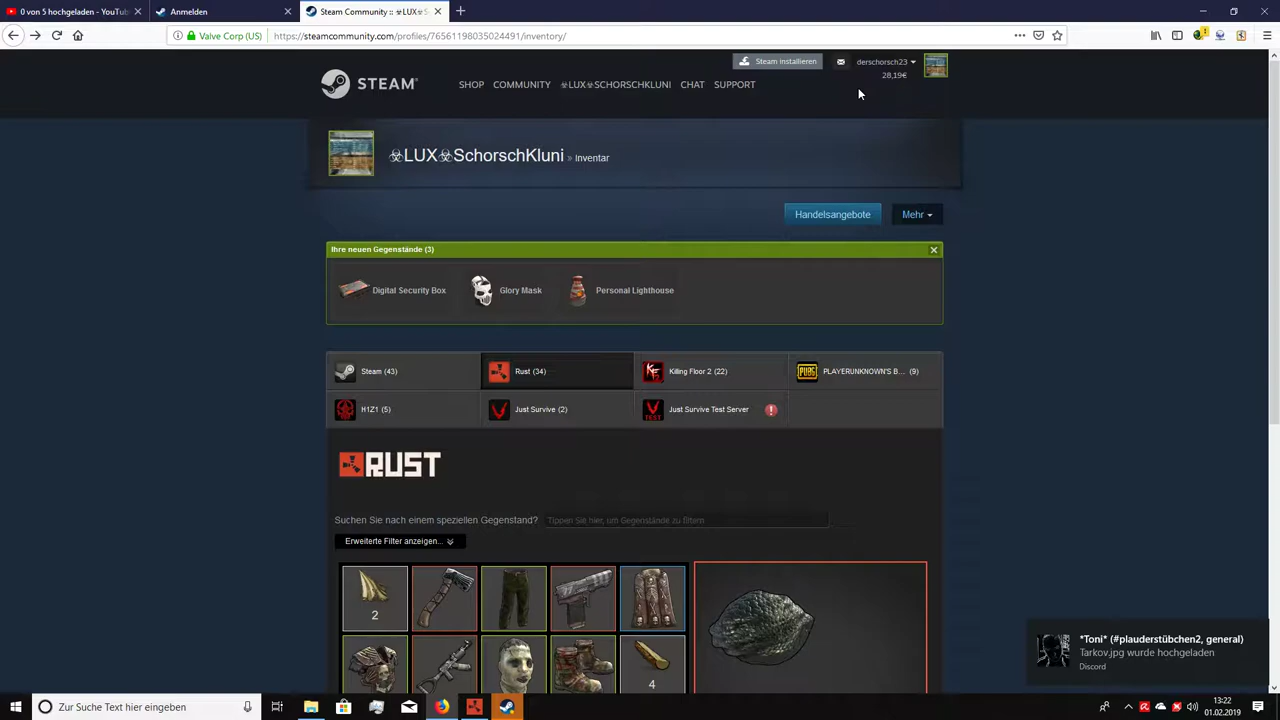 0 von 5 hochgeladen - YouTub
Anmelden
Steam Community :: ☣LUX☣S
Valve Corp (US)
https://steamcommunity.com/profiles/76561198035024491/inventory/
Steam installieren
derschorsch23
28,19€
STEAM
SHOP COMMUNITY ☣LUX☣SCHORSCHKLUNI CHAT SUPPORT
☣LUX☣SchorschKluni » Inventar
Handelsangebote
Mehr
Ihre neuen Gegenstände (3)
Digital Security Box
Glory Mask
Personal Lighthouse
Steam (43)
Rust (34)
Killing Floor 2 (22)
PLAYERUNKNOWN'S B... (9)
H1Z1 (5)
Just Survive (2)
TEST
Just Survive Test Server
RUST
Suchen Sie nach einem speziellen Gegenstand?
Tippen Sie hier, um Gegenstände zu filtern
Erweiterte Filter anzeigen...
2
4
*Toni* (#plauderstübchen2, general)
Tarkov.jpg wurde hochgeladen
Discord
Zur Suche Text hier eingeben
13:22
01.02.2019